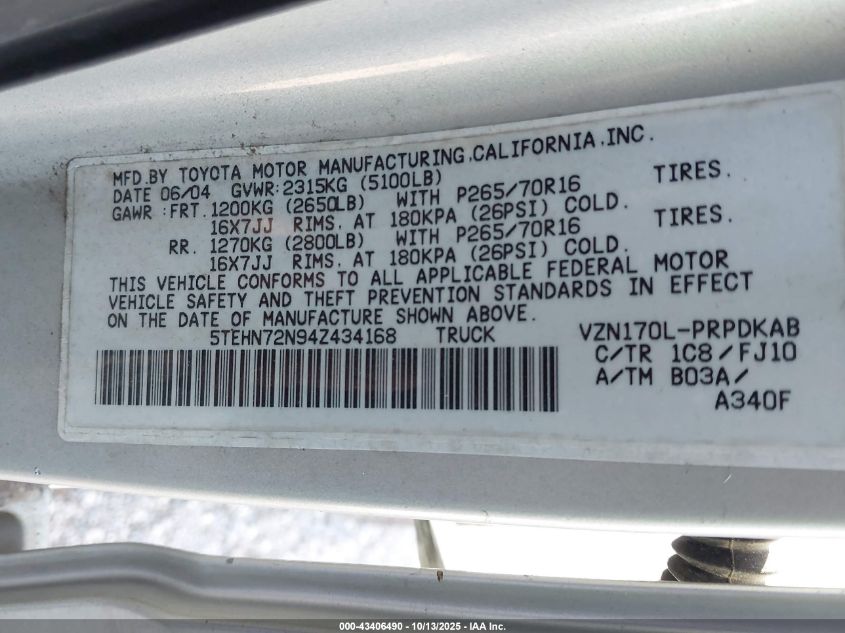 MFD.BY TOYOTA MOTOR MANUFACTURING,CALIFORNIA,INC.
DATE 06/04 GVWR:2315KG (5100LB)
GAWR :FRT.1200KG (2650LB) WITH P265/70R16 TIRES.
16X7JJ RIMS. AT 180KPA (26PSI) COLD.
RR. 1270KG (2800LB) WITH P265/70R16 TIRES.
16X7JJ RIMS. AT 180KPA (26PSI) COLD.
THIS VEHICLE CONFORMS TO ALL APPLICABLE FEDERAL MOTOR
VEHICLE SAFETY AND THEFT PREVENTION STANDARDS IN EFFECT
ON THE DATE OF MANUFACTURE SHOWN ABOVE.
5TEHN72N94Z434168 TRUCK VZN170L-PRPDKAB
C/TR 1C8/FJ10
A/TM B03A/
A340F
000-43406490 - 10/13/2025 - IAA Inc.